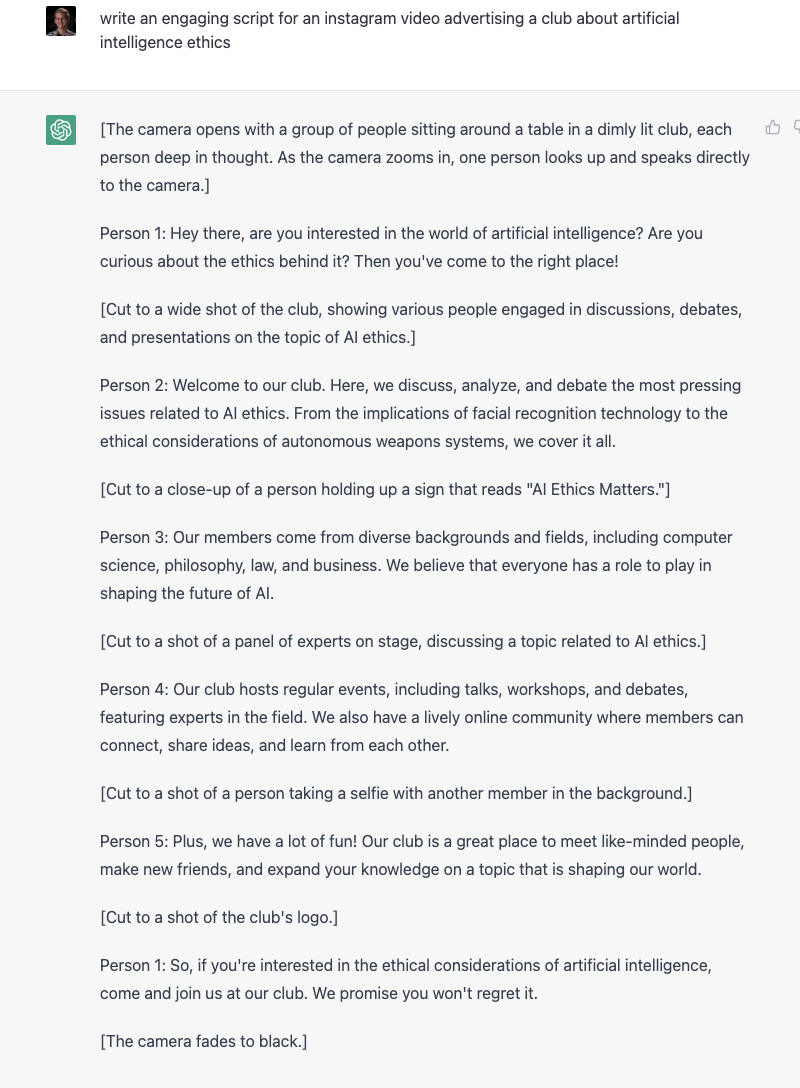 write an engaging script for an instagram video advertising a club about artificial
intelligence ethics
[The camera opens with a group of people sitting around a table in a dimly lit club, each
person deep in thought. As the camera zooms in, one person looks up and speaks directly
to the camera.]
Person 1: Hey there, are you interested in the world of artificial intelligence? Are you
curious about the ethics behind it? Then you've come to the right place!
[Cut to a wide shot of the club, showing various people engaged in discussions, debates,
and presentations on the topic of AI ethics.]
Person 2: Welcome to our club. Here, we discuss, analyze, and debate the most pressing
issues related to AI ethics. From the implications of facial recognition technology to the
ethical considerations of autonomous weapons systems, we cover it all.
[Cut to a close-up of a person holding up a sign that reads "AI Ethics Matters."]
Person 3: Our members come from diverse backgrounds and fields, including computer
science, philosophy, law, and business. We believe that everyone has a role to play in
shaping the future of AI.
[Cut to a shot of a panel of experts on stage, discussing a topic related to AI ethics.]
Person 4: Our club hosts regular events, including talks, workshops, and debates,
featuring experts in the field. We also have a lively online community where members can
connect, share ideas, and learn from each other.
[Cut to a shot of a person taking a selfie with another member in the background.]
Person 5: Plus, we have a lot of fun! Our club is a great place to meet like-minded people,
make new friends, and expand your knowledge on a topic that is shaping our world.
[Cut to a shot of the club's logo.]
Person 1: So, if you're interested in the ethical considerations of artificial intelligence,
come and join us at our club. We promise you won't regret it.
[The camera fades to black.]